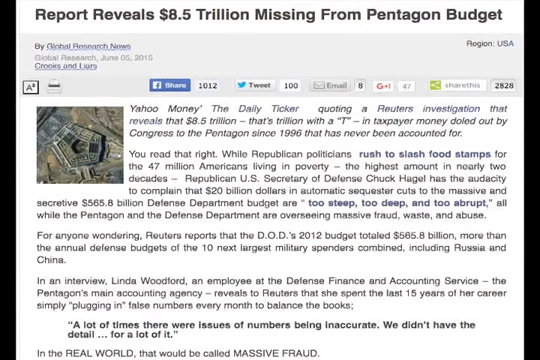 Report Reveals $8.5 Trillion Missing From Pentagon Budget
By Global Research News
Region: USA
Global Research, June 05, 2015
Crooks and Liars
Share 1012 Tweet 100 Email 8 G+1 47 sharethis 2828
Yahoo Money' The Daily Ticker quoting a Reuters investigation that
reveals that $8.5 trillion – that's trillion with a "T" – in taxpayer money doled out by
Congress to the Pentagon since 1996 that has never been accounted for.
You read that right. While Republican politicians rush to slash food stamps for
the 47 million Americans living in poverty – the highest amount in nearly two
decades – Republican U.S. Secretary of Defense Chuck Hagel has the audacity
to complain that $20 billion dollars in automatic sequester cuts to the massive and
secretive $565.8 billion Defense Department budget are " too steep, too deep, and too abrupt," all
while the Pentagon and the Defense Department are overseeing massive fraud, waste, and abuse.
For anyone wondering, Reuters reports that the D.O.D.'s 2012 budget totaled $565.8 billion, more than
the annual defense budgets of the 10 next largest military spenders combined, including Russia and
China.
In an interview, Linda Woodford, an employee at the Defense Finance and Accounting Service – the
Pentagon's main accounting agency – reveals to Reuters that she spent the last 15 years of her career
simply "plugging in" false numbers every month to balance the books;
"A lot of times there were issues of numbers being inaccurate. We didn't have the
detail … for a lot of it."
In the REAL WORLD, that would be called MASSIVE FRAUD.